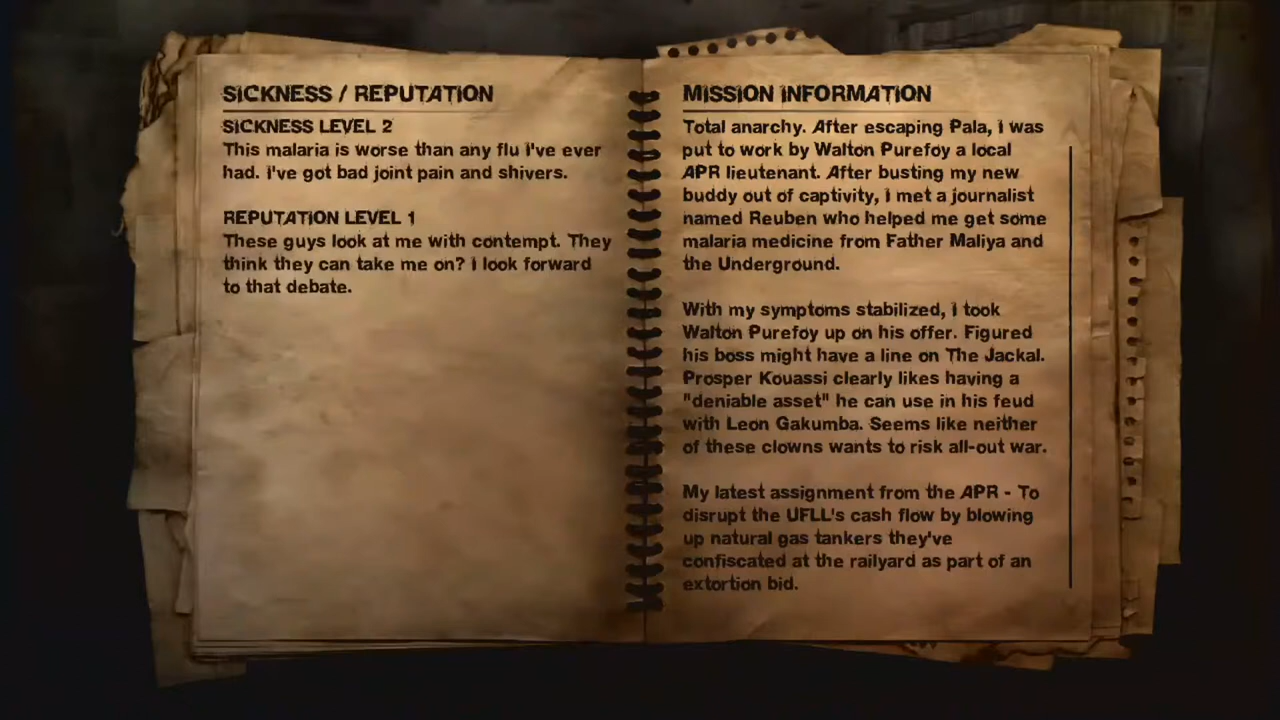 SICKNESS / REPUTATION
SICKNESS LEVEL 2
This malaria is worse than any flu I've ever
had. I've got bad joint pain and shivers.
REPUTATION LEVEL 1
These guys look at me with contempt. They
think they can take me on? I look forward
to that debate.
MISSION INFORMATION
Total anarchy. After escaping Pala, I was
put to work by Walton Purefoy a local
APR lieutenant. After busting my new
buddy out of captivity, I met a journalist
named Reuben who helped me get some
malaria medicine from Father Maliya and
the Underground.
With my symptoms stabilized, I took
Walton Purefoy up on his offer. Figured
his boss might have a line on The Jackal.
Prosper Kouassi clearly likes having a
"deniable asset" he can use in his feud
with Leon Gakumba. Seems like neither
of these clowns wants to risk all-out war.
My latest assignment from the APR - To
disrupt the UFLL's cash flow by blowing
up natural gas tankers they've
confiscated at the railyard as part of an
extortion bid.